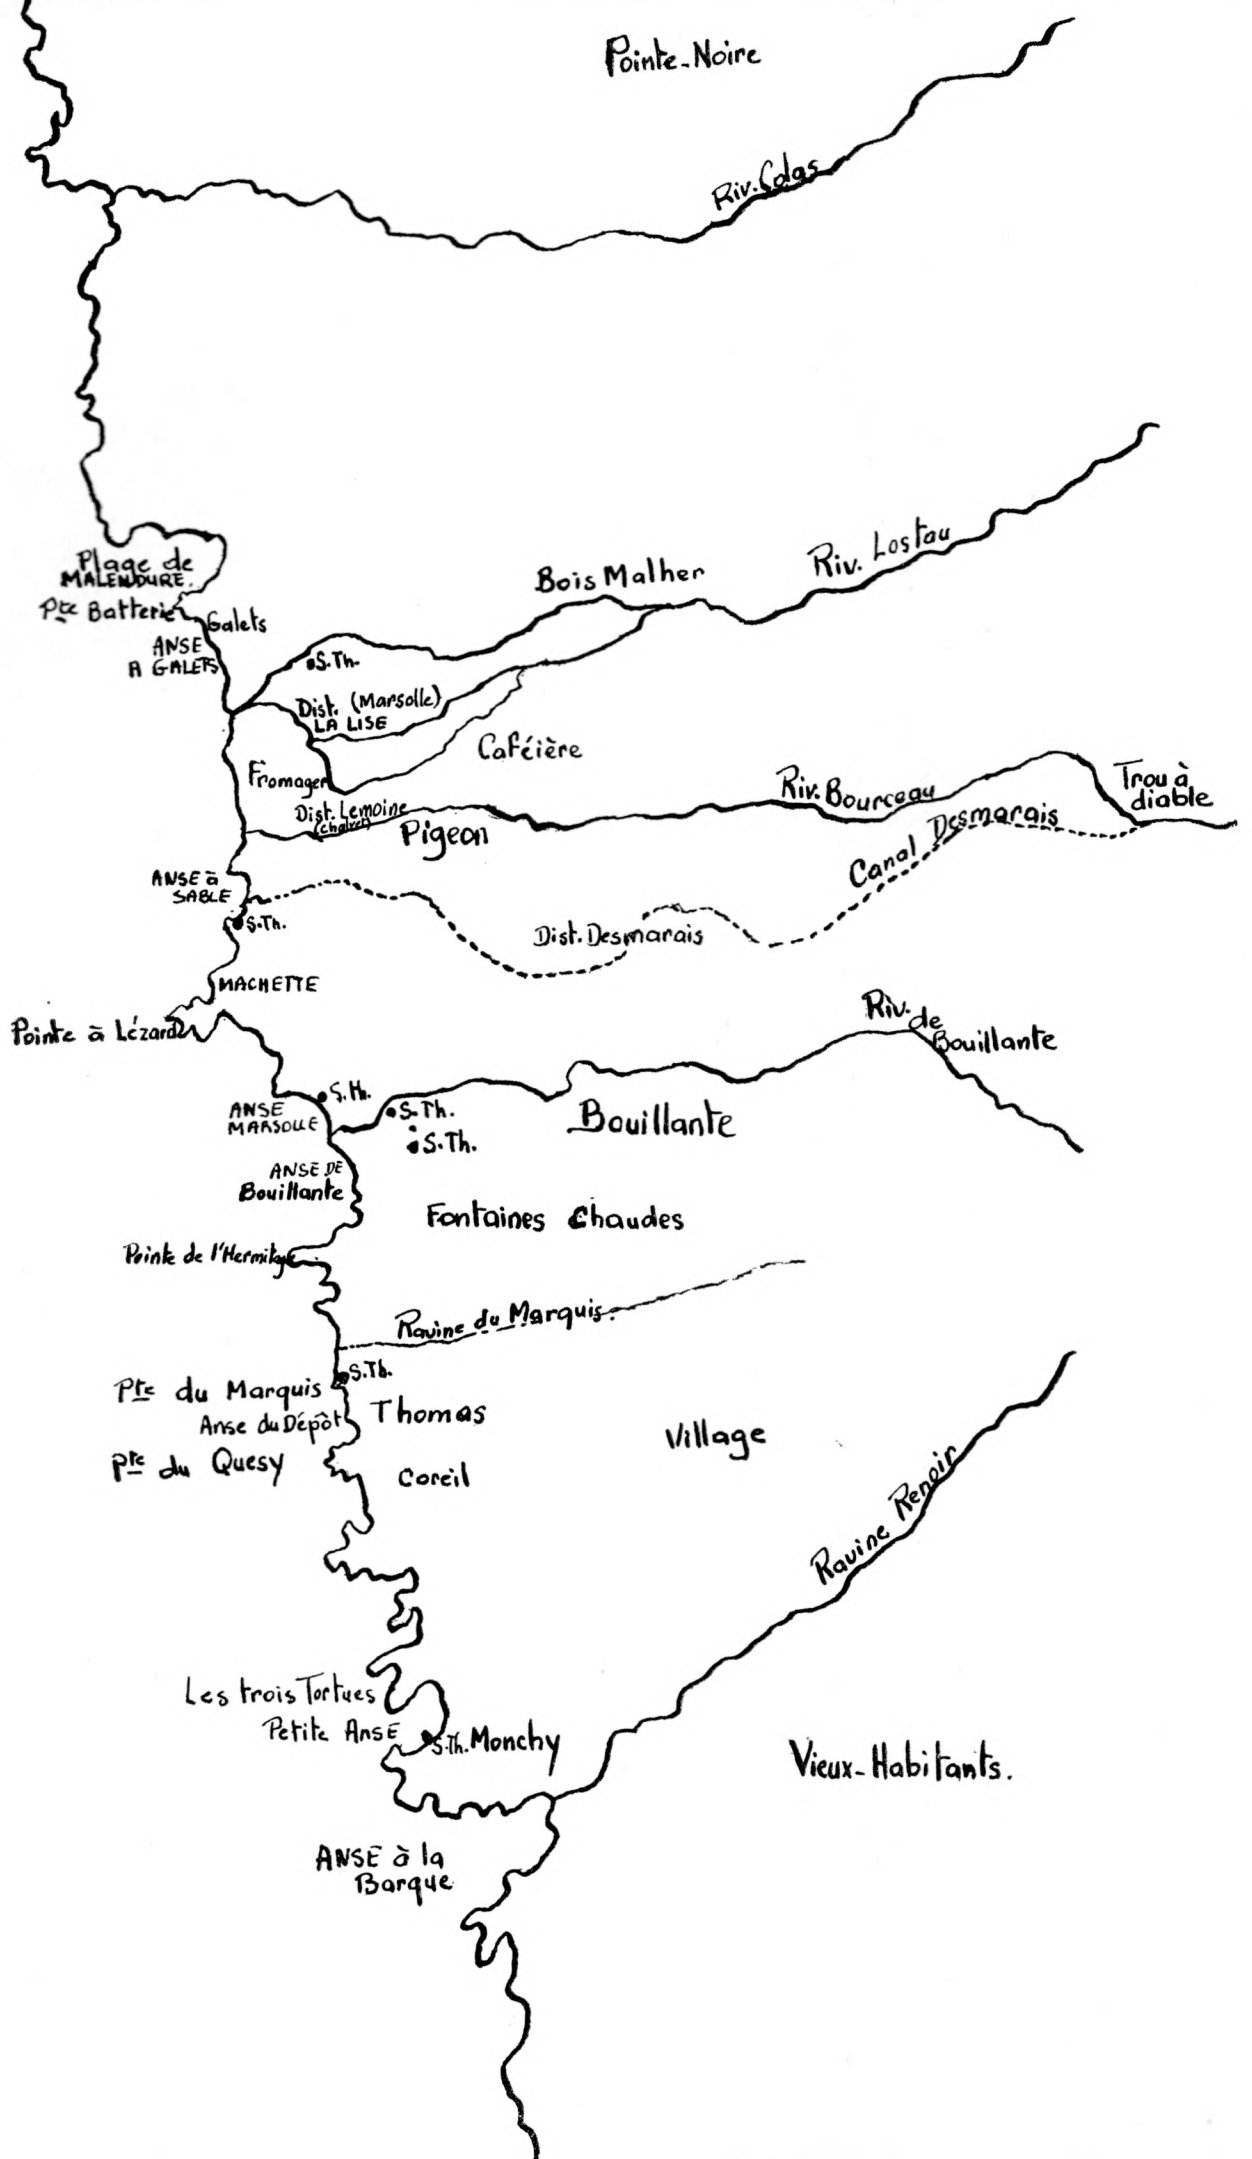 Pointe-Noire
Riv. Colas
Riv. Lostau
Plage de
MALENDURE.
Bois Malher
Pte Batterie
Galets
ANSE
A GALETS
S.Th.
Dist. (Marsolle)
LA LISE
Caféière
Fromager
Trou à
diable
Riv. Bourceau
Dist. Lemoine
(chalvet)
Pigeon
Canal Desmarais
ANSE à
SABLE
S.Th.
Dist. Desmarais
MACHETTE
Pointe à Lézard
Riv.
de
Bouillante
S.Th.
ANSE
MARSOLLE
S.Th.
S.Th.
Bouillante
ANSE DE
Bouillante
Fontaines Chaudes
Pointe de l'Hermitage
Ravine du Marquis.
S.Th.
Pte du Marquis
Anse du Dépôt
Thomas
Village
Pte du Quesy
Coreil
Ravine Renoir
Les trois Tortues
Petite ANSE
S.Th. Monchy
Vieux-Habitants.
ANSE à la
Barque